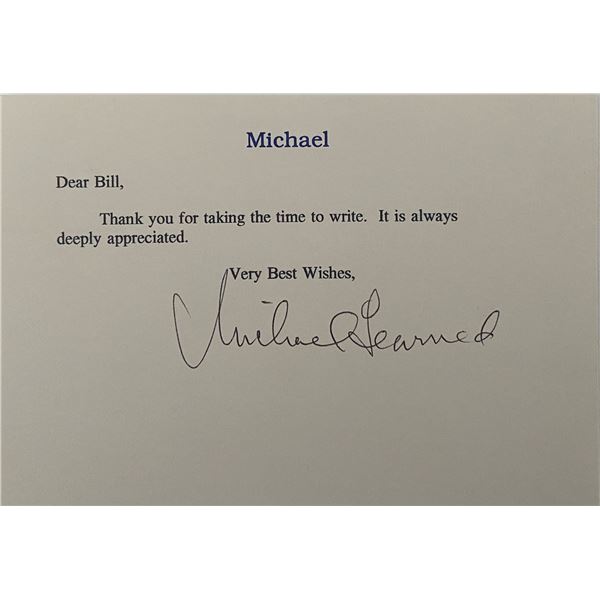 Michael
Dear Bill,
Thank you for taking the time to write. It is always
deeply appreciated.
Very Best Wishes,
Michael Learned